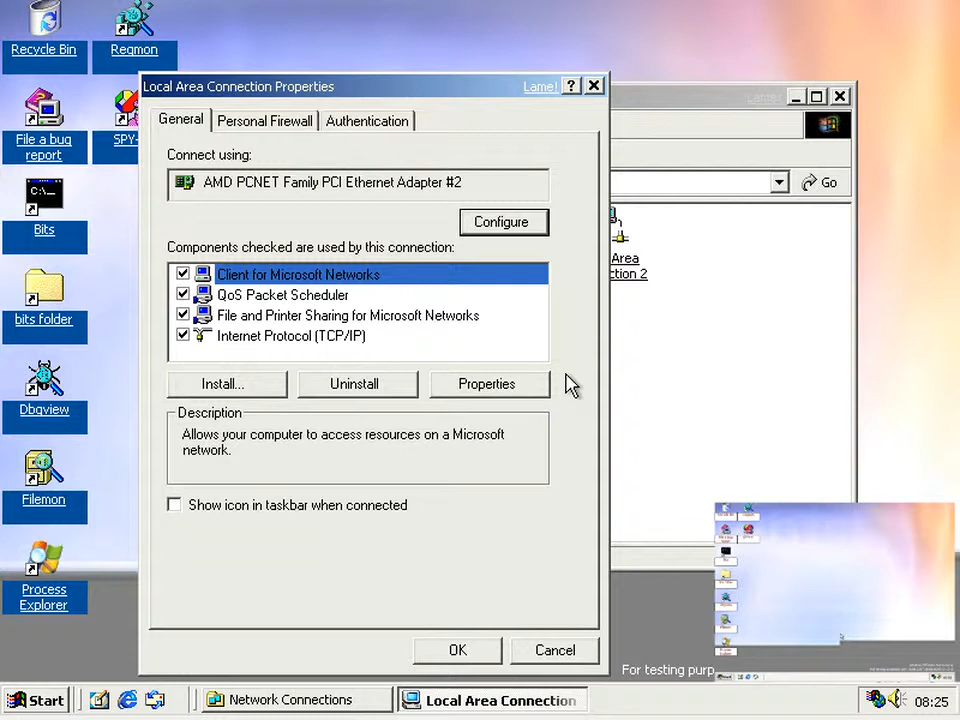 Recycle Bin
Regmon
File a bug
report
SPY-
Bits
bits folder
Dbgview
Filemon
Process
Explorer
Local Area Connection Properties
Lame!
General
Personal Firewall
Authentication
Connect using:
AMD PCNET Family PCI Ethernet Adapter #2
Configure
Components checked are used by this connection:
Client for Microsoft Networks
QoS Packet Scheduler
File and Printer Sharing for Microsoft Networks
Internet Protocol (TCP/IP)
Install...
Uninstall
Properties
Description
Allows your computer to access resources on a Microsoft
network.
Show icon in taskbar when connected
OK
Cancel
Lame!
Go
Area
ction 2
For testing purp
Start
Network Connections
Local Area Connection
08:25